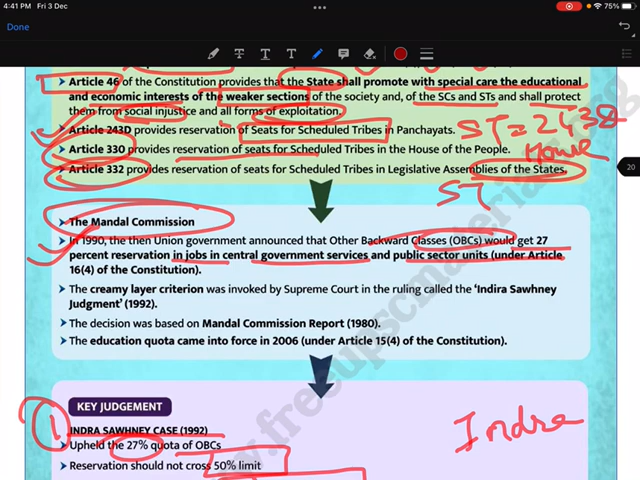 4:41 PM Fri 3 Dec
75%
Done
Article 46 of the Constitution provides that the State shall promote with special care the educational
and economic interests of the weaker sections of the society and, of the SCs and STs and shall protect
them from social injustice and all forms of exploitation.
Article 243D provides reservation of Seats for Scheduled Tribes in Panchayats.
ST = 2
Article 330 provides reservation of seats for Scheduled Tribes in the House of the People.
House
Article 332 provides reservation of seats for Scheduled Tribes in Legislative Assemblies of the States.
ST
20
The Mandal Commission
In 1990, the then Union government announced that Other Backward Classes (OBCs) would get 27
percent reservation in jobs in central government services and public sector units (under Article
16(4) of the Constitution).
The creamy layer criterion was invoked by Supreme Court in the ruling called the ‘Indira Sawhney
Judgment’ (1992).
The decision was based on Mandal Commission Report (1980).
The education quota came into force in 2006 (under Article 15(4) of the Constitution).
KEY JUDGEMENT
1
INDRA SAWHNEY CASE (1992)
Indra
Upheld the 27% quota of OBCs
Reservation should not cross 50% limit